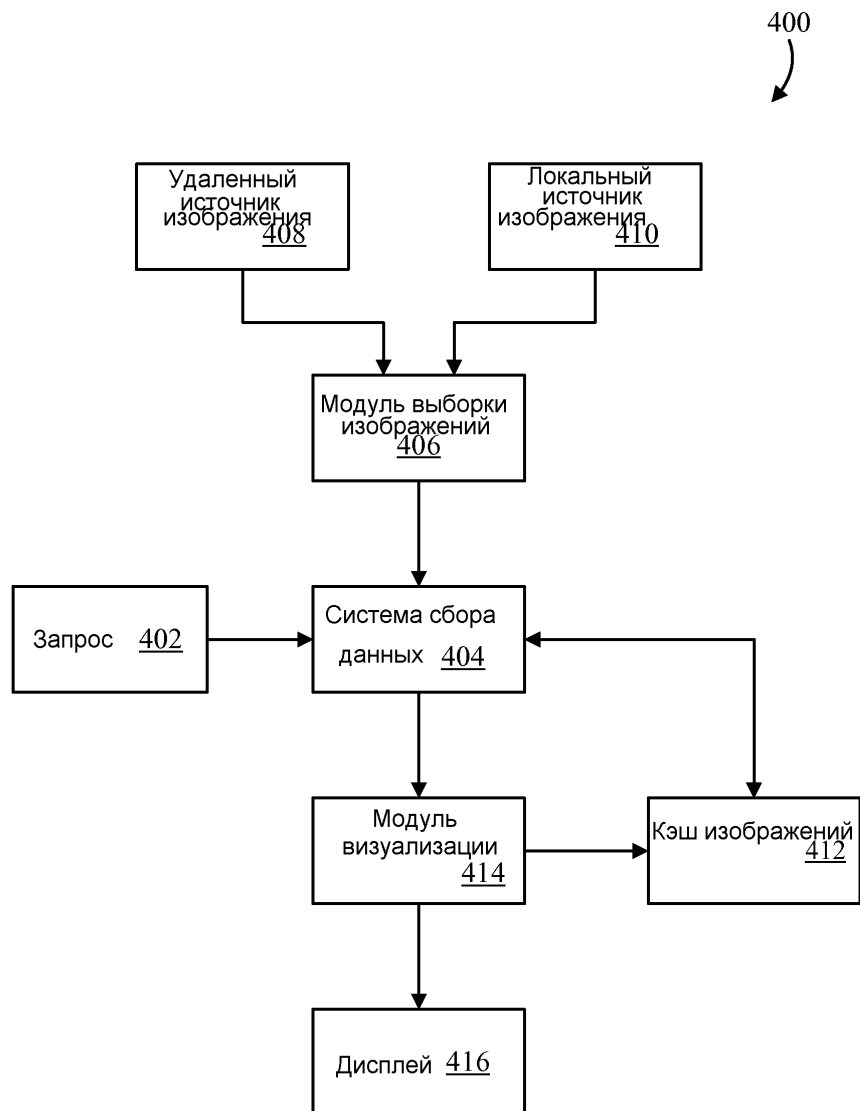 400
Удаленный
источник
изображения
408
Локальный
источник
изображения
410
Модуль выборки
изображений
406
Запрос 402
Система сбора
данных 404
Модуль
визуализации
414
Кэш изображений
412
Дисплей 416